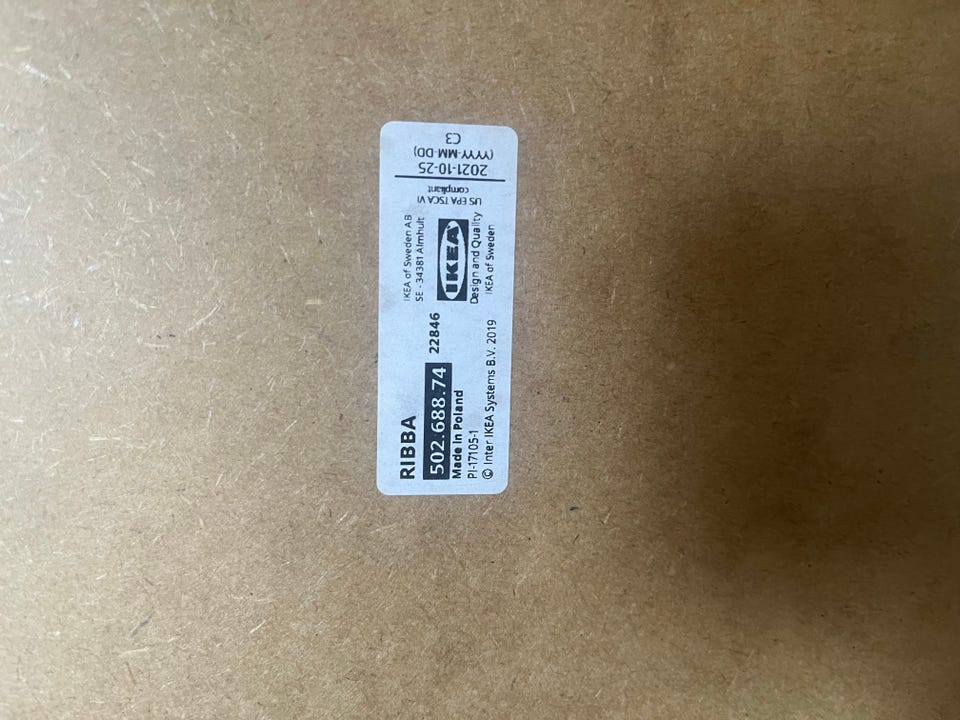 RIBBA
502.688.74 22846
Made in Poland
PI-17105-1
© Inter IKEA Systems B.V. 2019
IKEA of Sweden AB
SE - 34381 Älmhult
IKEA
Design and Quality
IKEA of Sweden
US EPA TSCA VI
compliant
2021-10-25
(YYYY-MM-DD)
C3